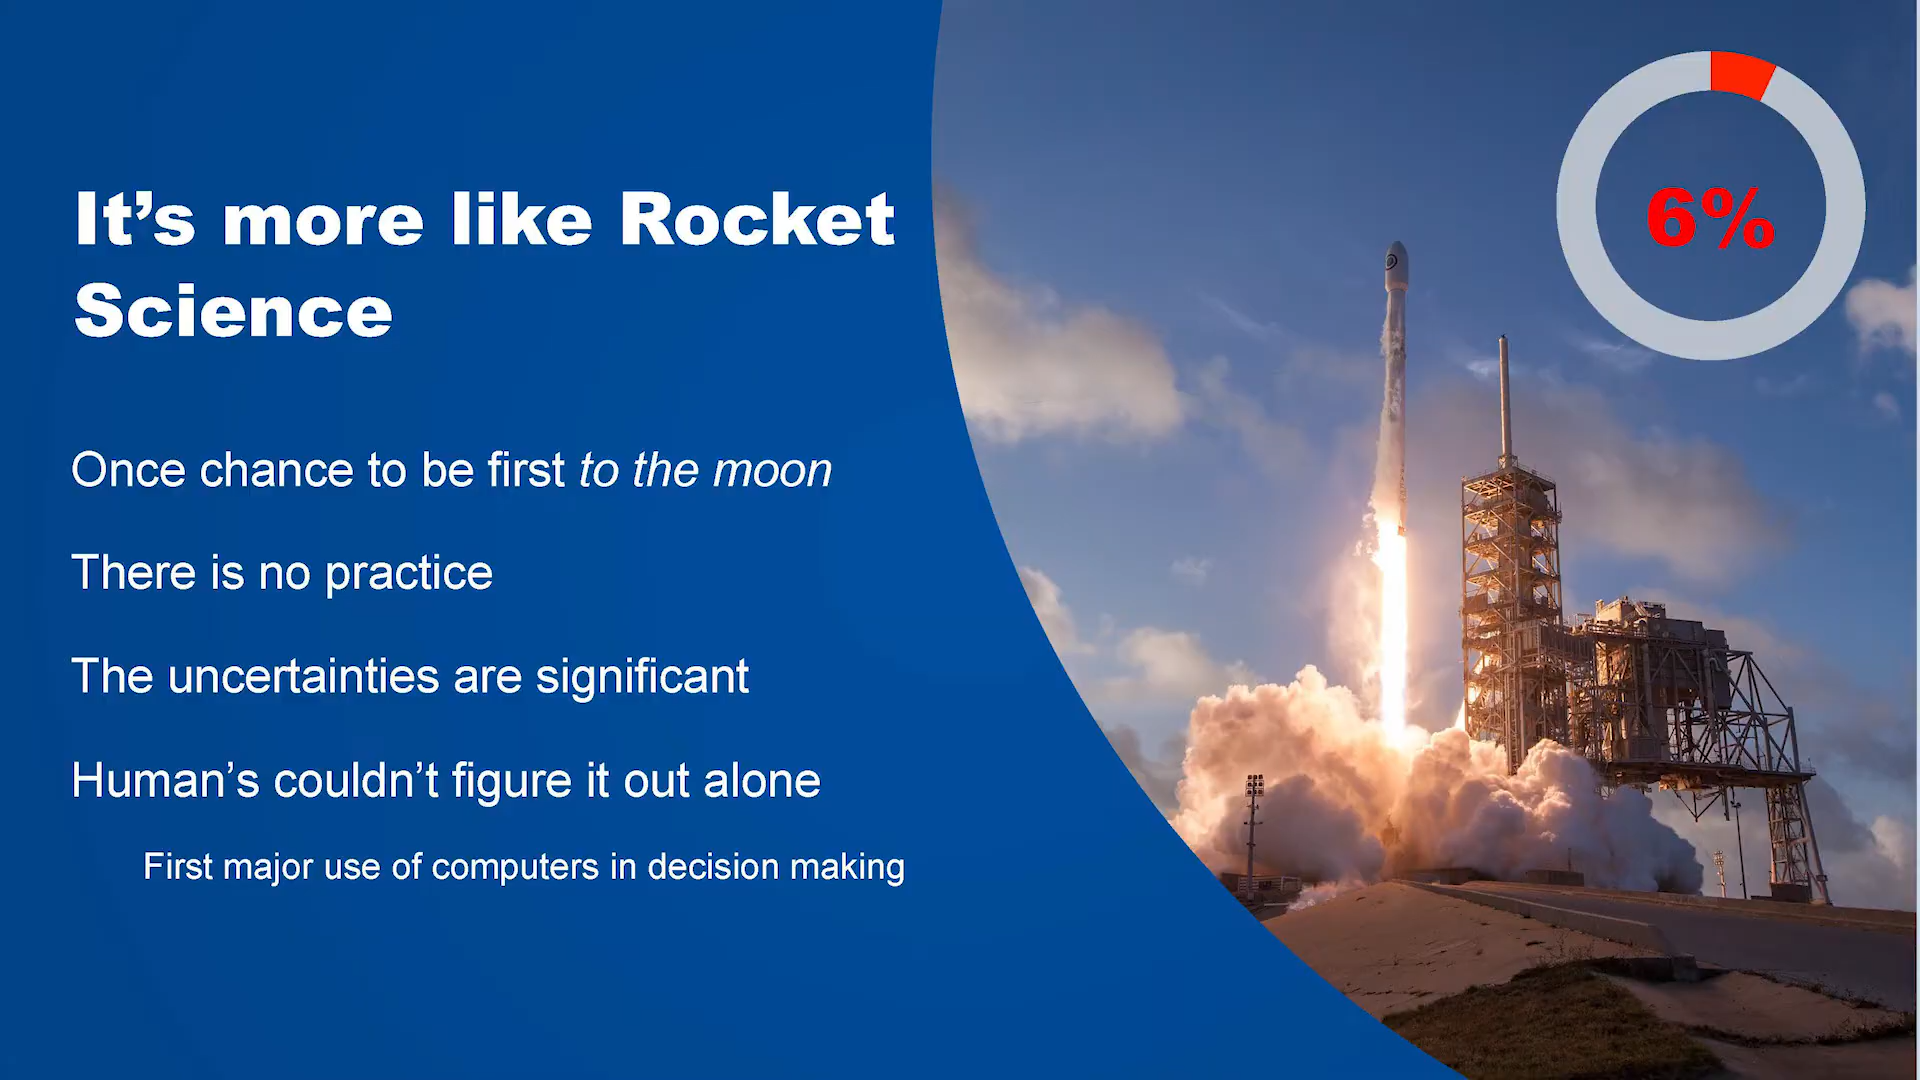 It’s more like Rocket
Science
6%
Once chance to be first to the moon
There is no practice
The uncertainties are significant
Human’s couldn’t figure it out alone
First major use of computers in decision making